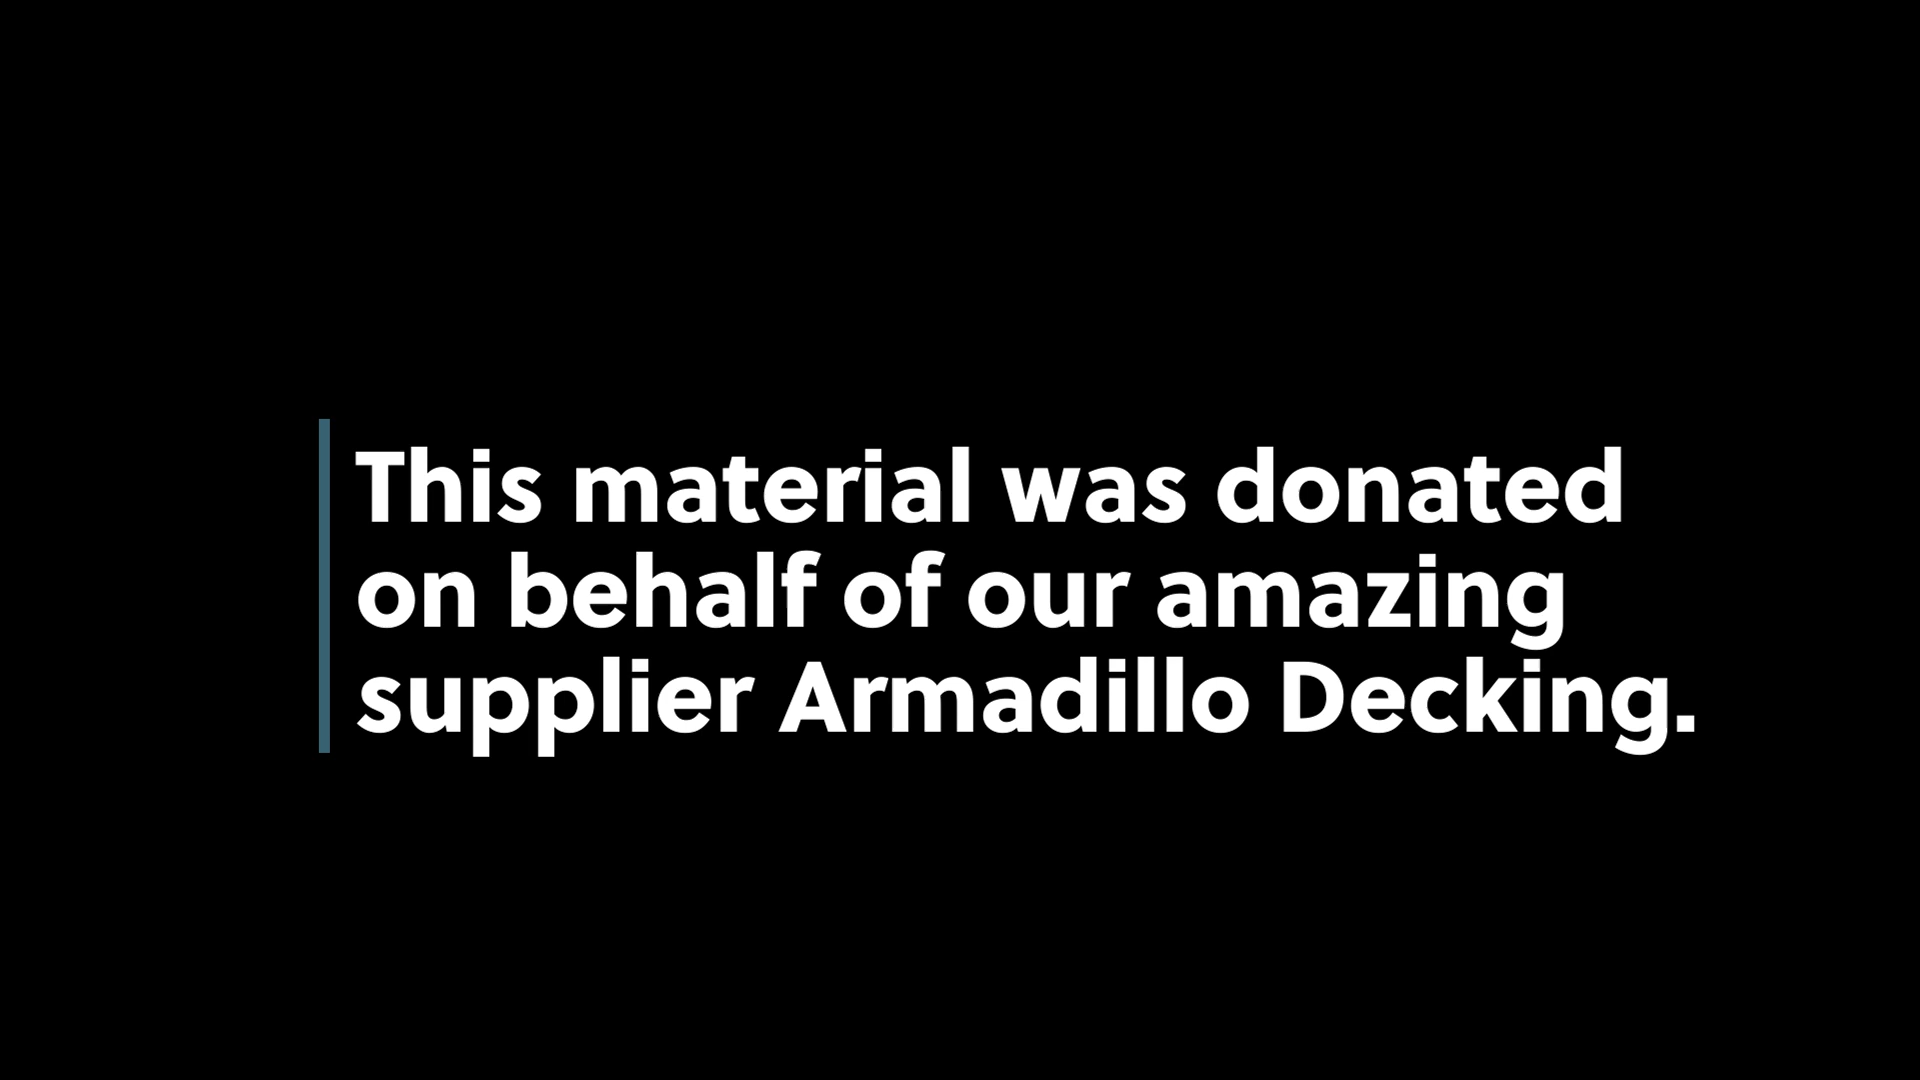 This material was donated
on behalf of our amazing
supplier Armadillo Decking.